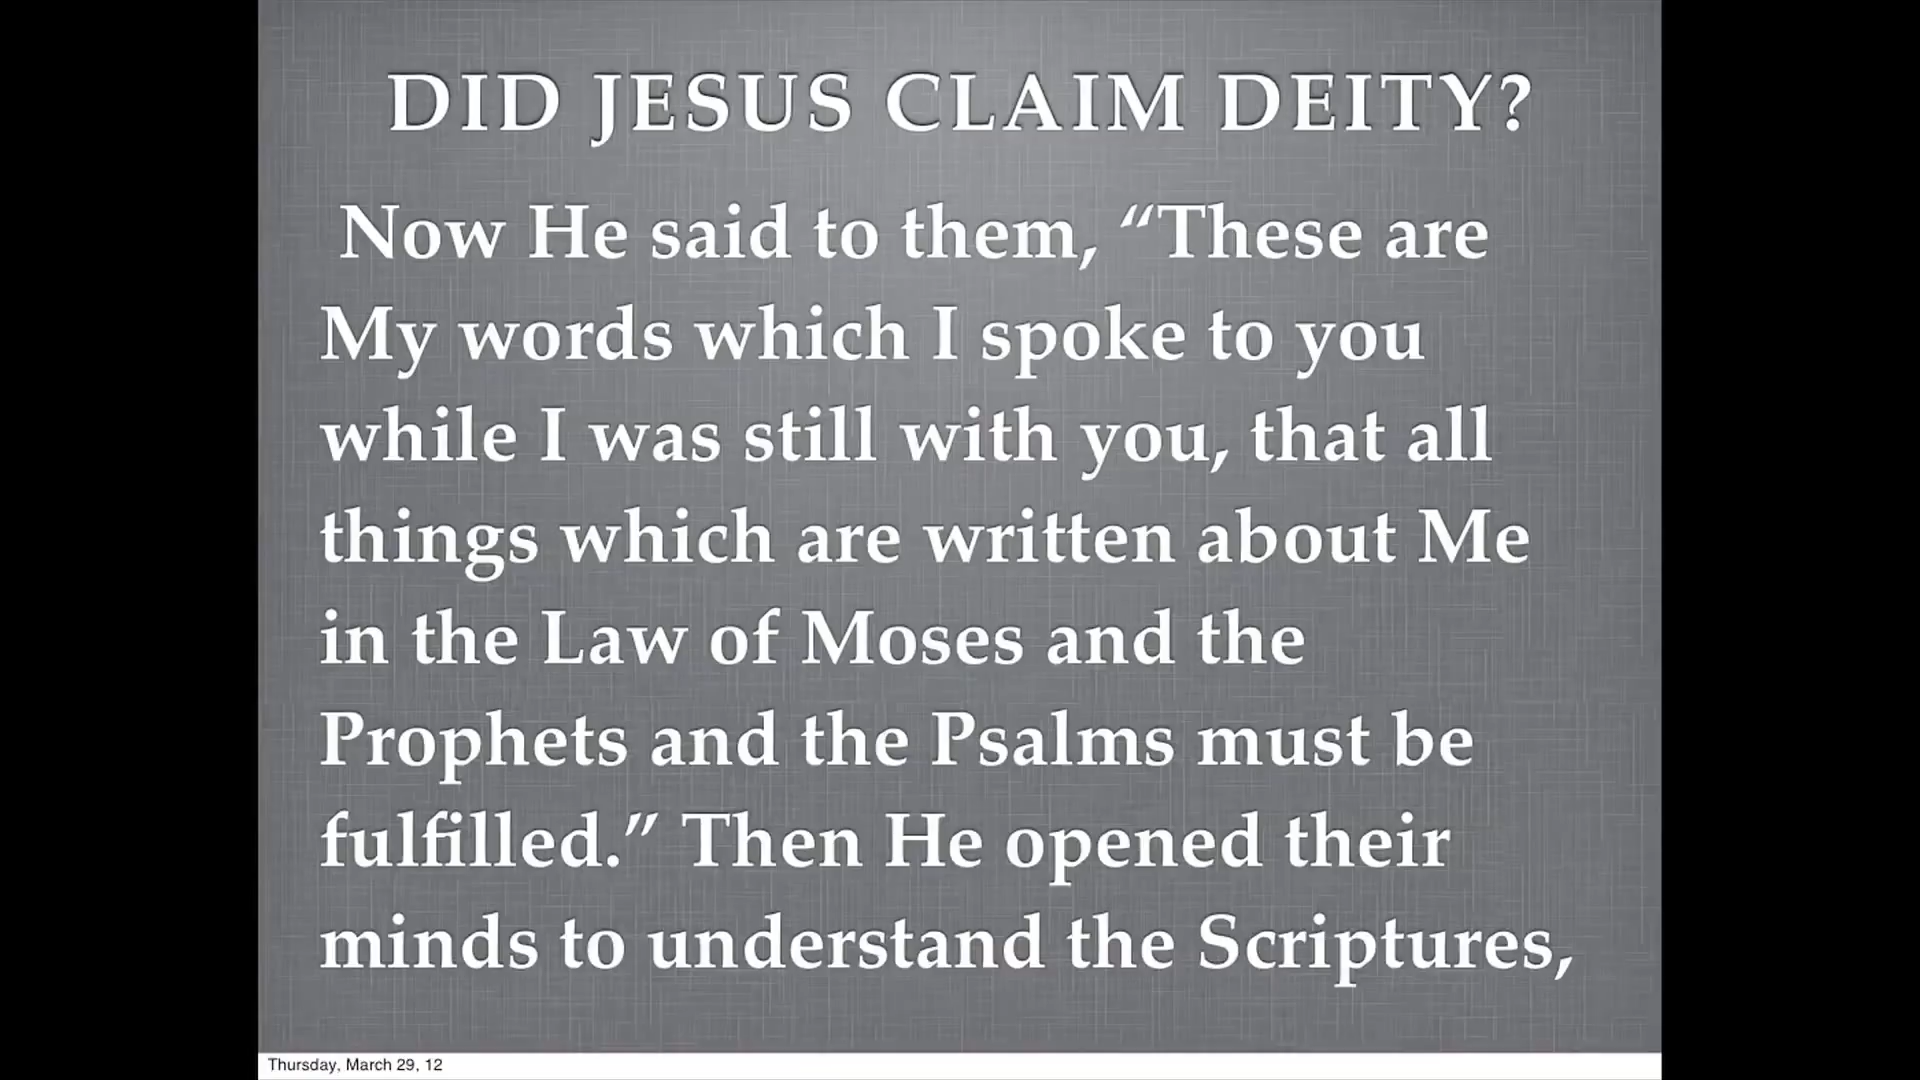 DID JESUS CLAIM DEITY?
Now He said to them, “These are
My words which I spoke to you
while I was still with you, that all
things which are written about Me
in the Law of Moses and the
Prophets and the Psalms must be
fulfilled.” Then He opened their
minds to understand the Scriptures,
Thursday, March 29, 12